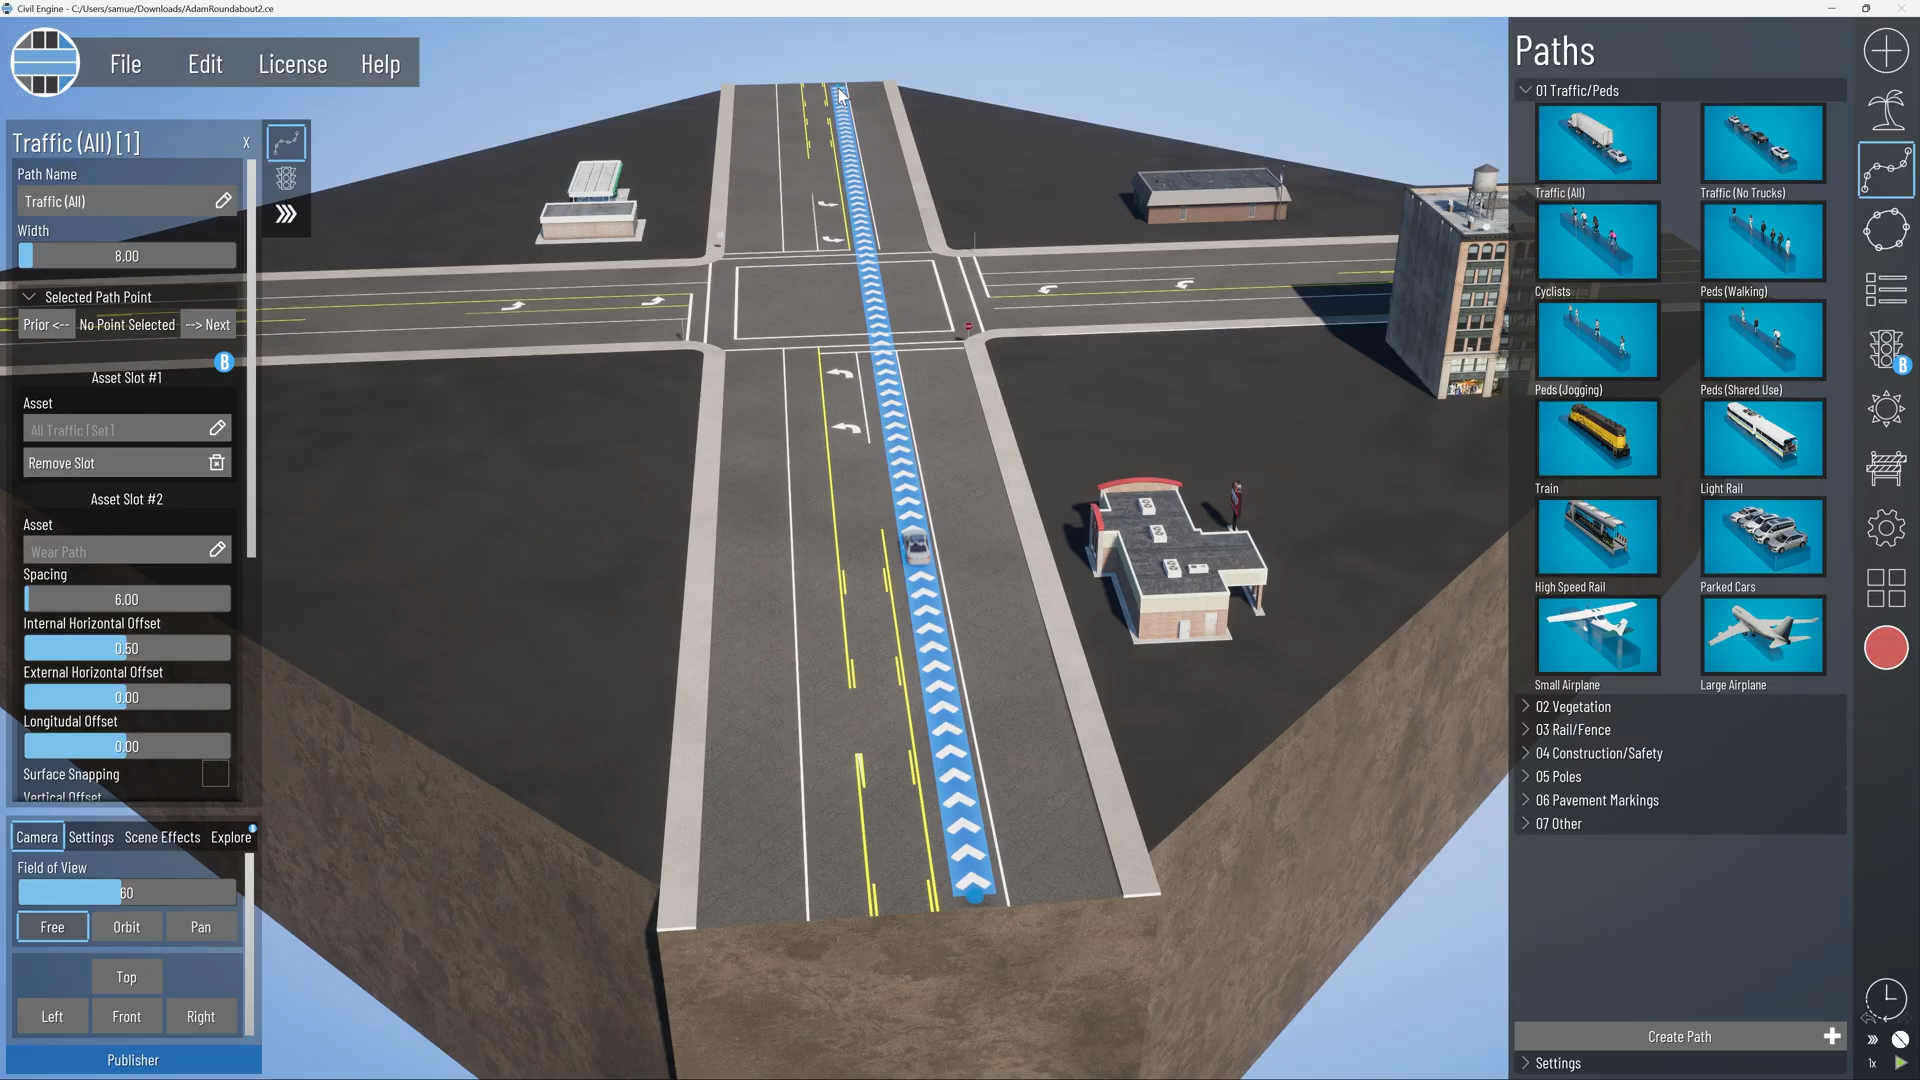 Civil Engine - C:/Users/samue/Downloads/AdamRoundabout2.ce
File Edit License Help
Traffic (All) [1]
X
Path Name
Traffic (All)
Width
8.00
Selected Path Point
Prior <-- No Point Selected --> Next
B
Asset Slot #1
Asset
All Traffic [Set]
Remove Slot
Asset Slot #2
Asset
Wear Path
Spacing
6.00
Internal Horizontal Offset
0.50
External Horizontal Offset
0.00
Longitudal Offset
0.00
Surface Snapping
Vertical Offset
Camera Settings Scene Effects Explore
Field of View
60
Free Orbit Pan
Top
Left Front Right
Publisher
Paths
01 Traffic/Peds
Traffic (All) Traffic (No Trucks)
Cyclists Peds (Walking)
Peds (Jogging) Peds (Shared Use)
Train Light Rail
High Speed Rail Parked Cars
Small Airplane Large Airplane
02 Vegetation
03 Rail/Fence
04 Construction/Safety
05 Poles
06 Pavement Markings
07 Other
Create Path
Settings
B
1x